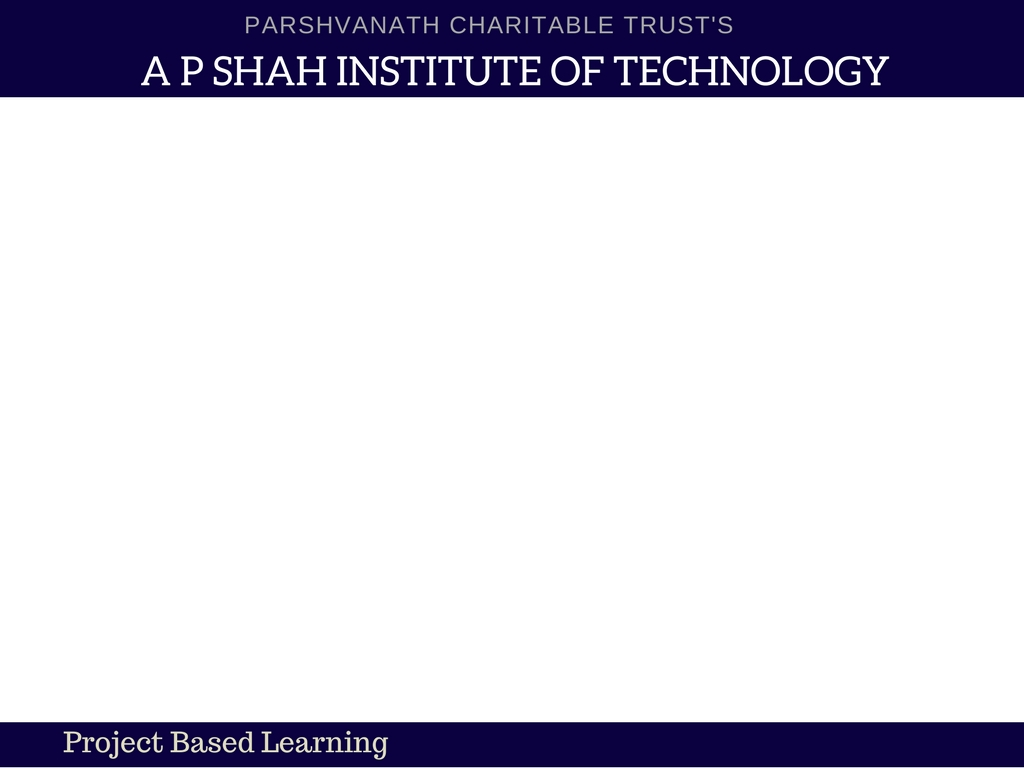 PARSHVANATH CHARITABLE TRUST'S
A P SHAH INSTITUTE OF TECHNOLOGY
Project Based Learning